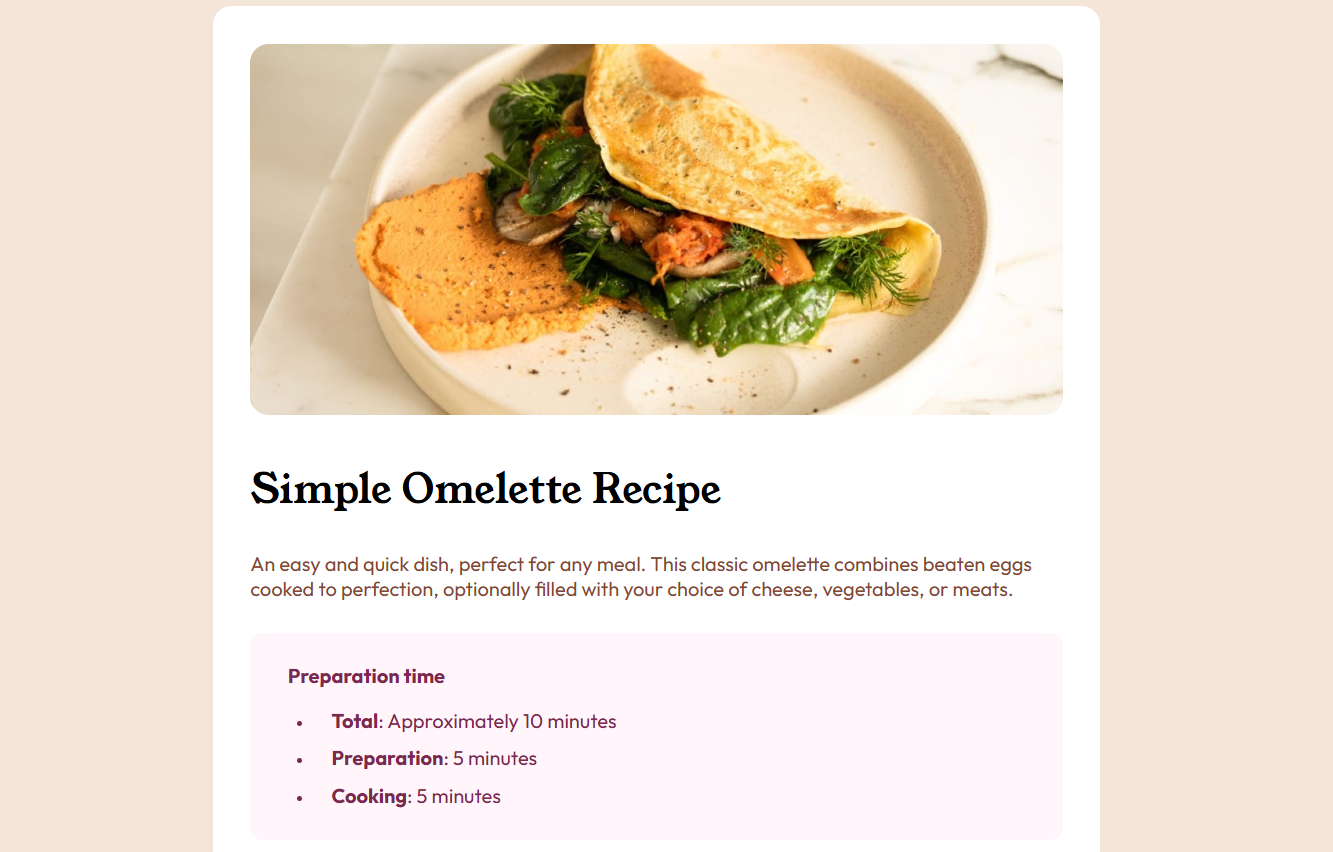 Simple Omelette Recipe
An easy and quick dish, perfect for any meal. This classic omelette combines beaten eggs
cooked to perfection, optionally filled with your choice of cheese, vegetables, or meats.
Preparation time
• Total: Approximately 10 minutes
• Preparation: 5 minutes
• Cooking: 5 minutes